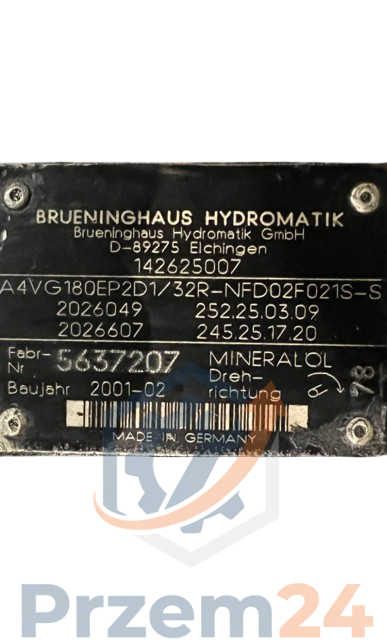 BRUENINGHAUS HYDROMATIK
Brueninghaus Hydromatik GmbH
D-89275 Elchingen
142625007
A4VG180EP2D1/32R-NFD02F021S-S
2026049 252.25.03.09
2026607 245.25.17.20
Fabr-Nr 5637207 MINERALÖL
Baujahr 2001-02 Dreh-richtung 78
MADE IN GERMANY
Przem24